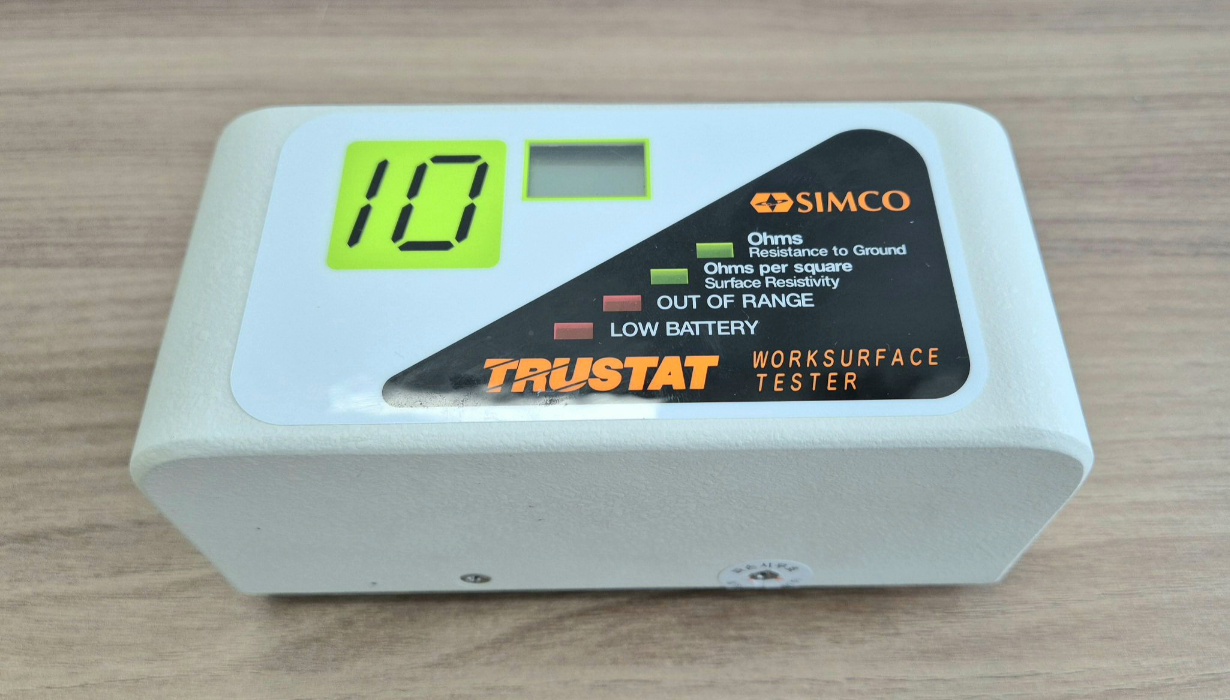 10
SIMCO
Ohms
Resistance to Ground
Ohms per square
Surface Resistivity
OUT OF RANGE
LOW BATTERY
TRUSTAT
WORKSURFACE
TESTER